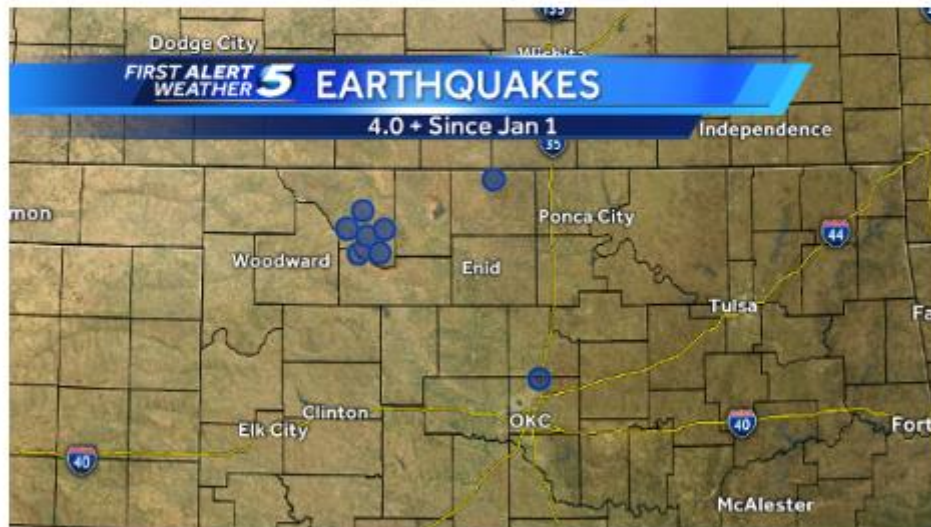 135
Dodge City
Wichita
FIRST ALERT
WEATHER 5
EARTHQUAKES
4.0 + Since Jan 1
Independence
35
mon
Ponca City
44
Woodward
Enid
Tulsa
Fa
Clinton
OKC
Elk City
40
Fort
40
McAlester